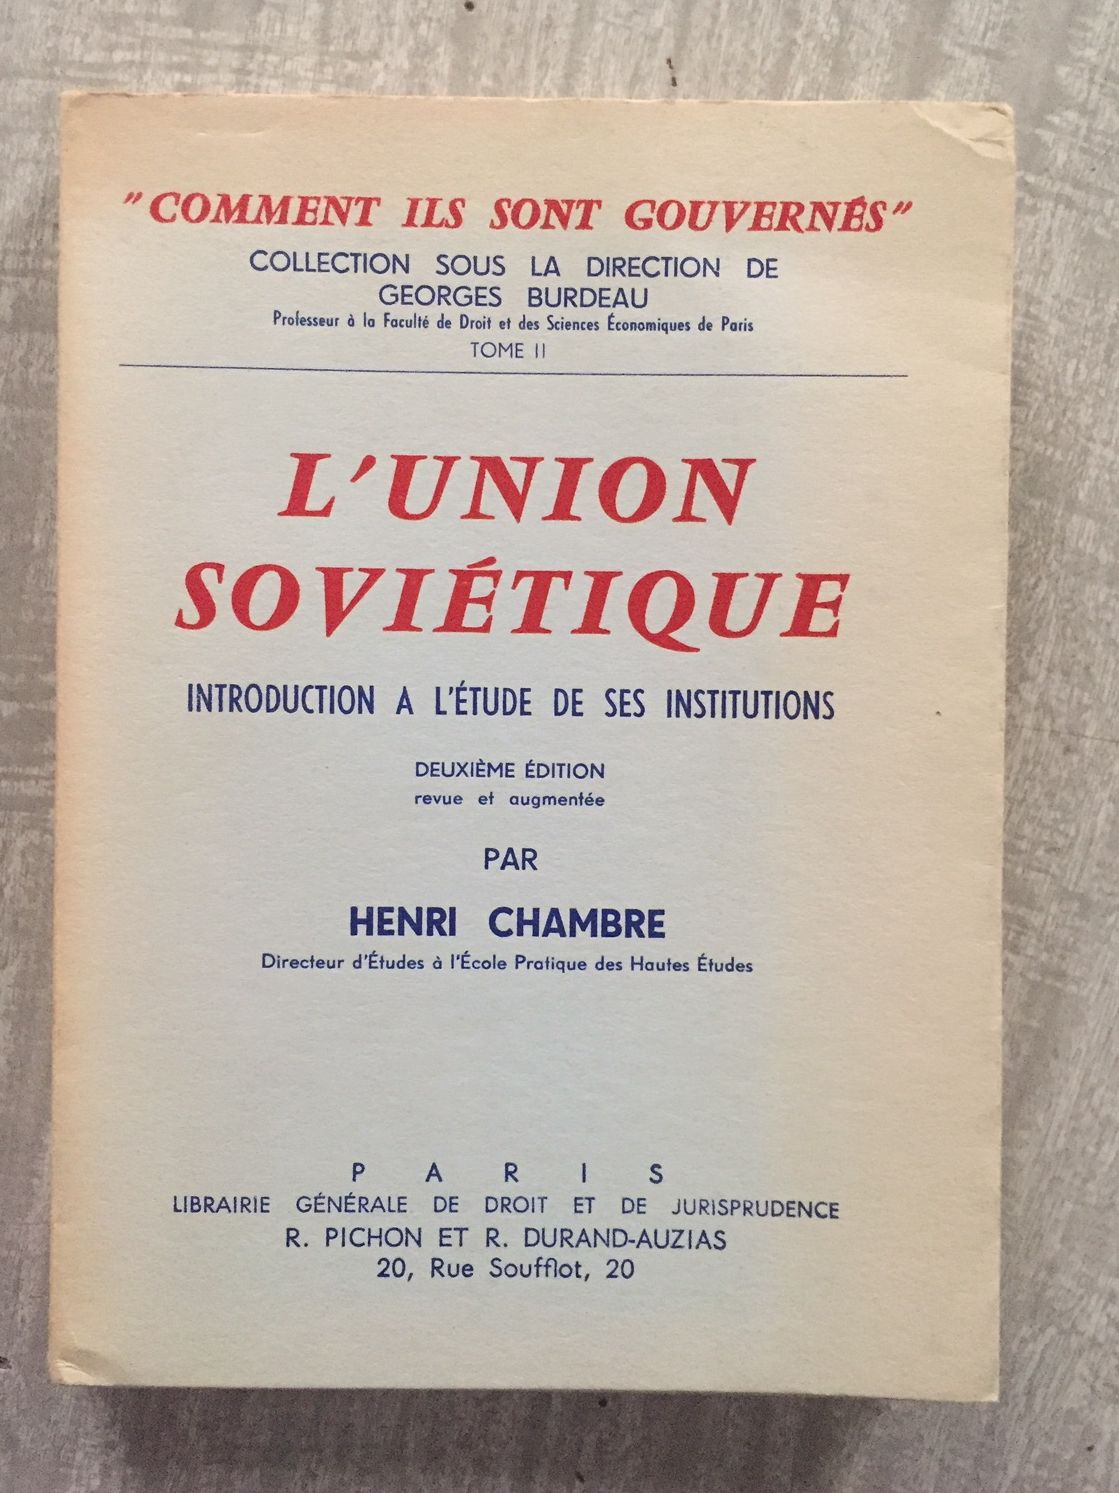 "COMMENT ILS SONT GOUVERNÉS"
COLLECTION SOUS LA DIRECTION DE
GEORGES BURDEAU
Professeur à la Faculté de Droit et des Sciences Économiques de Paris
TOME II
L'UNION
SOVIÉTIQUE
INTRODUCTION A L'ÉTUDE DE SES INSTITUTIONS
DEUXIÈME ÉDITION
revue et augmentée
PAR
HENRI CHAMBRE
Directeur d'Études à l'École Pratique des Hautes Études
PARIS
LIBRAIRIE GÉNÉRALE DE DROIT ET DE JURISPRUDENCE
R. PICHON ET R. DURAND-AUZIAS
20, Rue Soufflot, 20